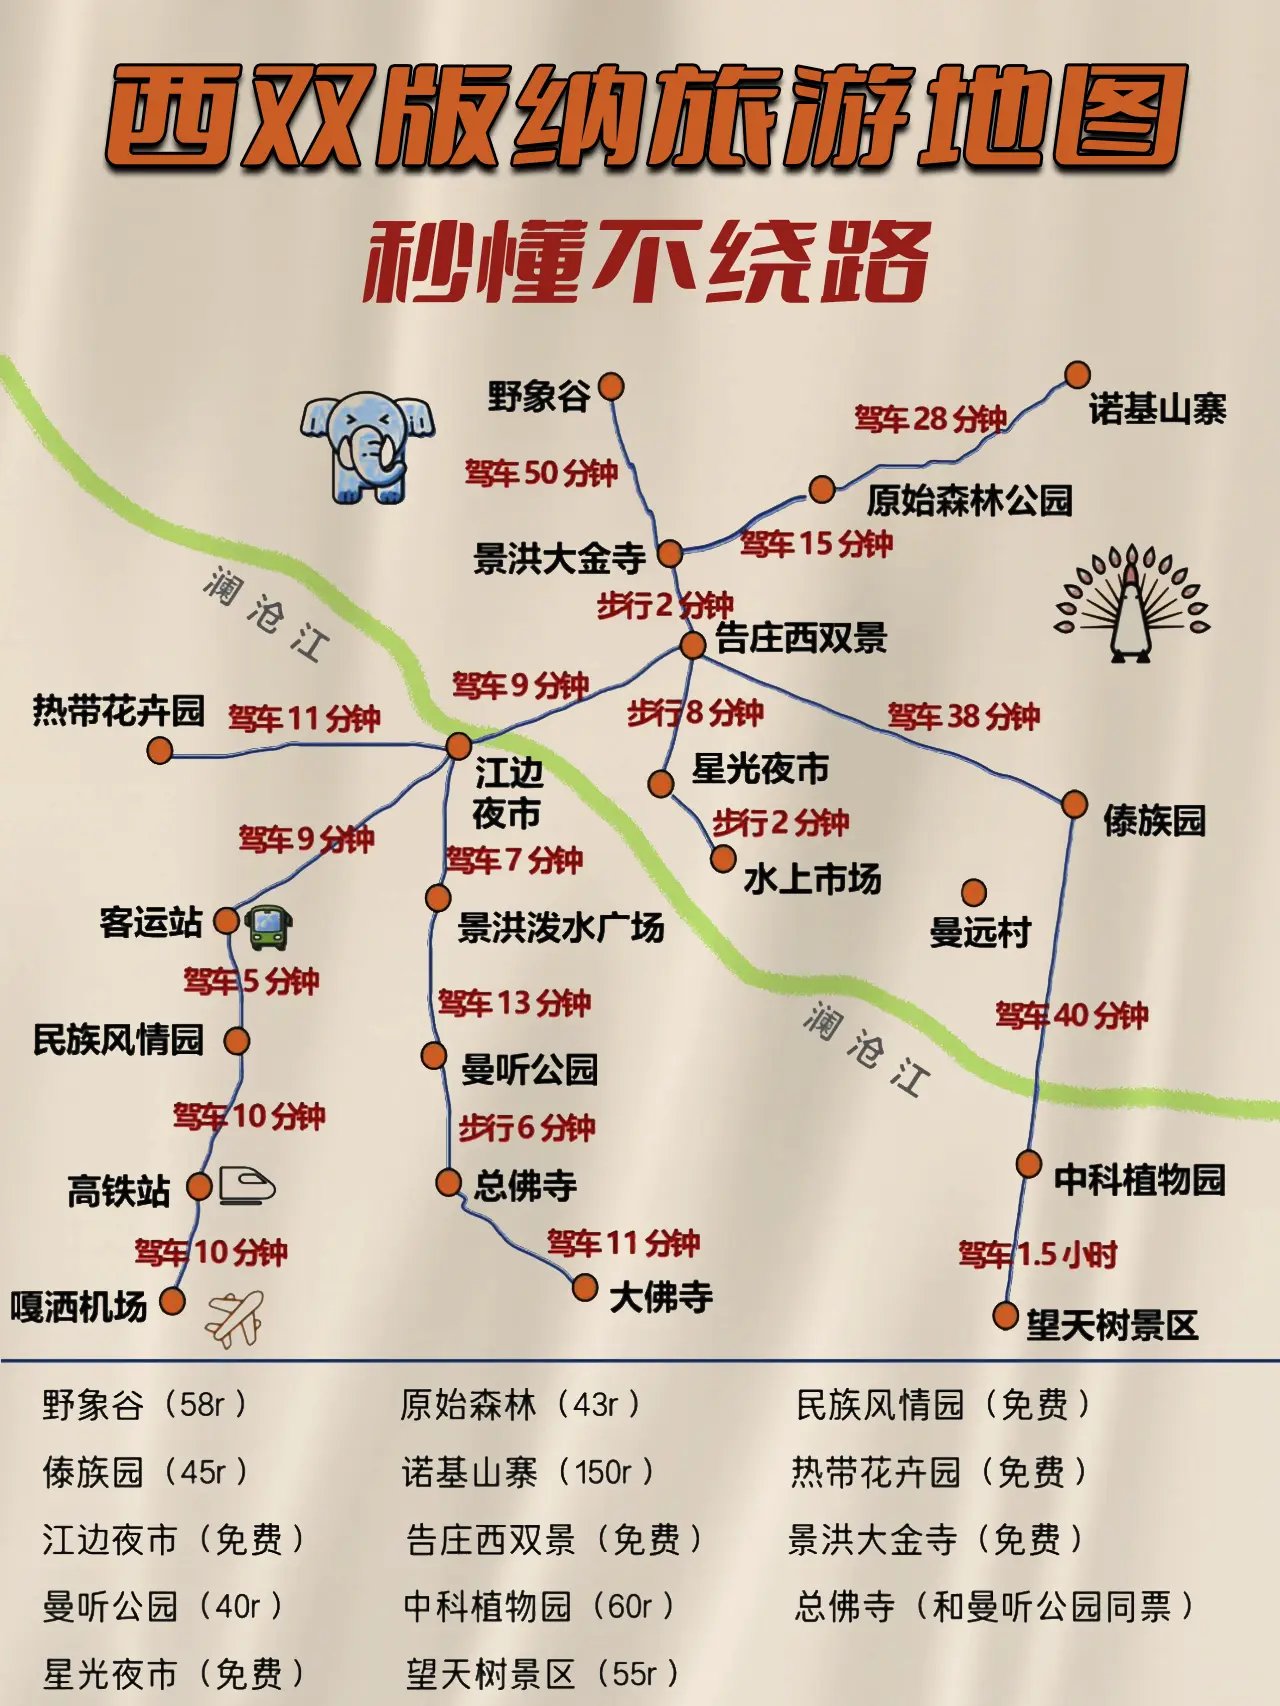 西双版纳旅游地图
秒懂不绕路
野象谷
诺基山寨
驾车28分钟
驾车50分钟
原始森林公园
驾车15分钟
景洪大金寺
澜沧江
步行2分钟
告庄西双景
驾车9分钟
热带花卉园
驾车11分钟
步行8分钟
驾车38分钟
江边
夜市
星光夜市
傣族园
步行2分钟
驾车9分钟
驾车7分钟
水上市场
客运站
景洪泼水广场
曼远村
驾车5分钟
驾车13分钟
驾车40分钟
澜沧江
民族风情园
曼听公园
驾车10分钟
步行6分钟
高铁站
总佛寺
中科植物园
驾车10分钟
驾车11分钟
驾车1.5小时
嘎洒机场
大佛寺
望天树景区
野象谷（58r）
原始森林（43r）
民族风情园（免费）
傣族园（45r）
诺基山寨（150r）
热带花卉园（免费）
江边夜市（免费）
告庄西双景（免费）
景洪大金寺（免费）
曼听公园（40r）
中科植物园（60r）
总佛寺（和曼听公园同票）
星光夜市（免费）
望天树景区（55r）